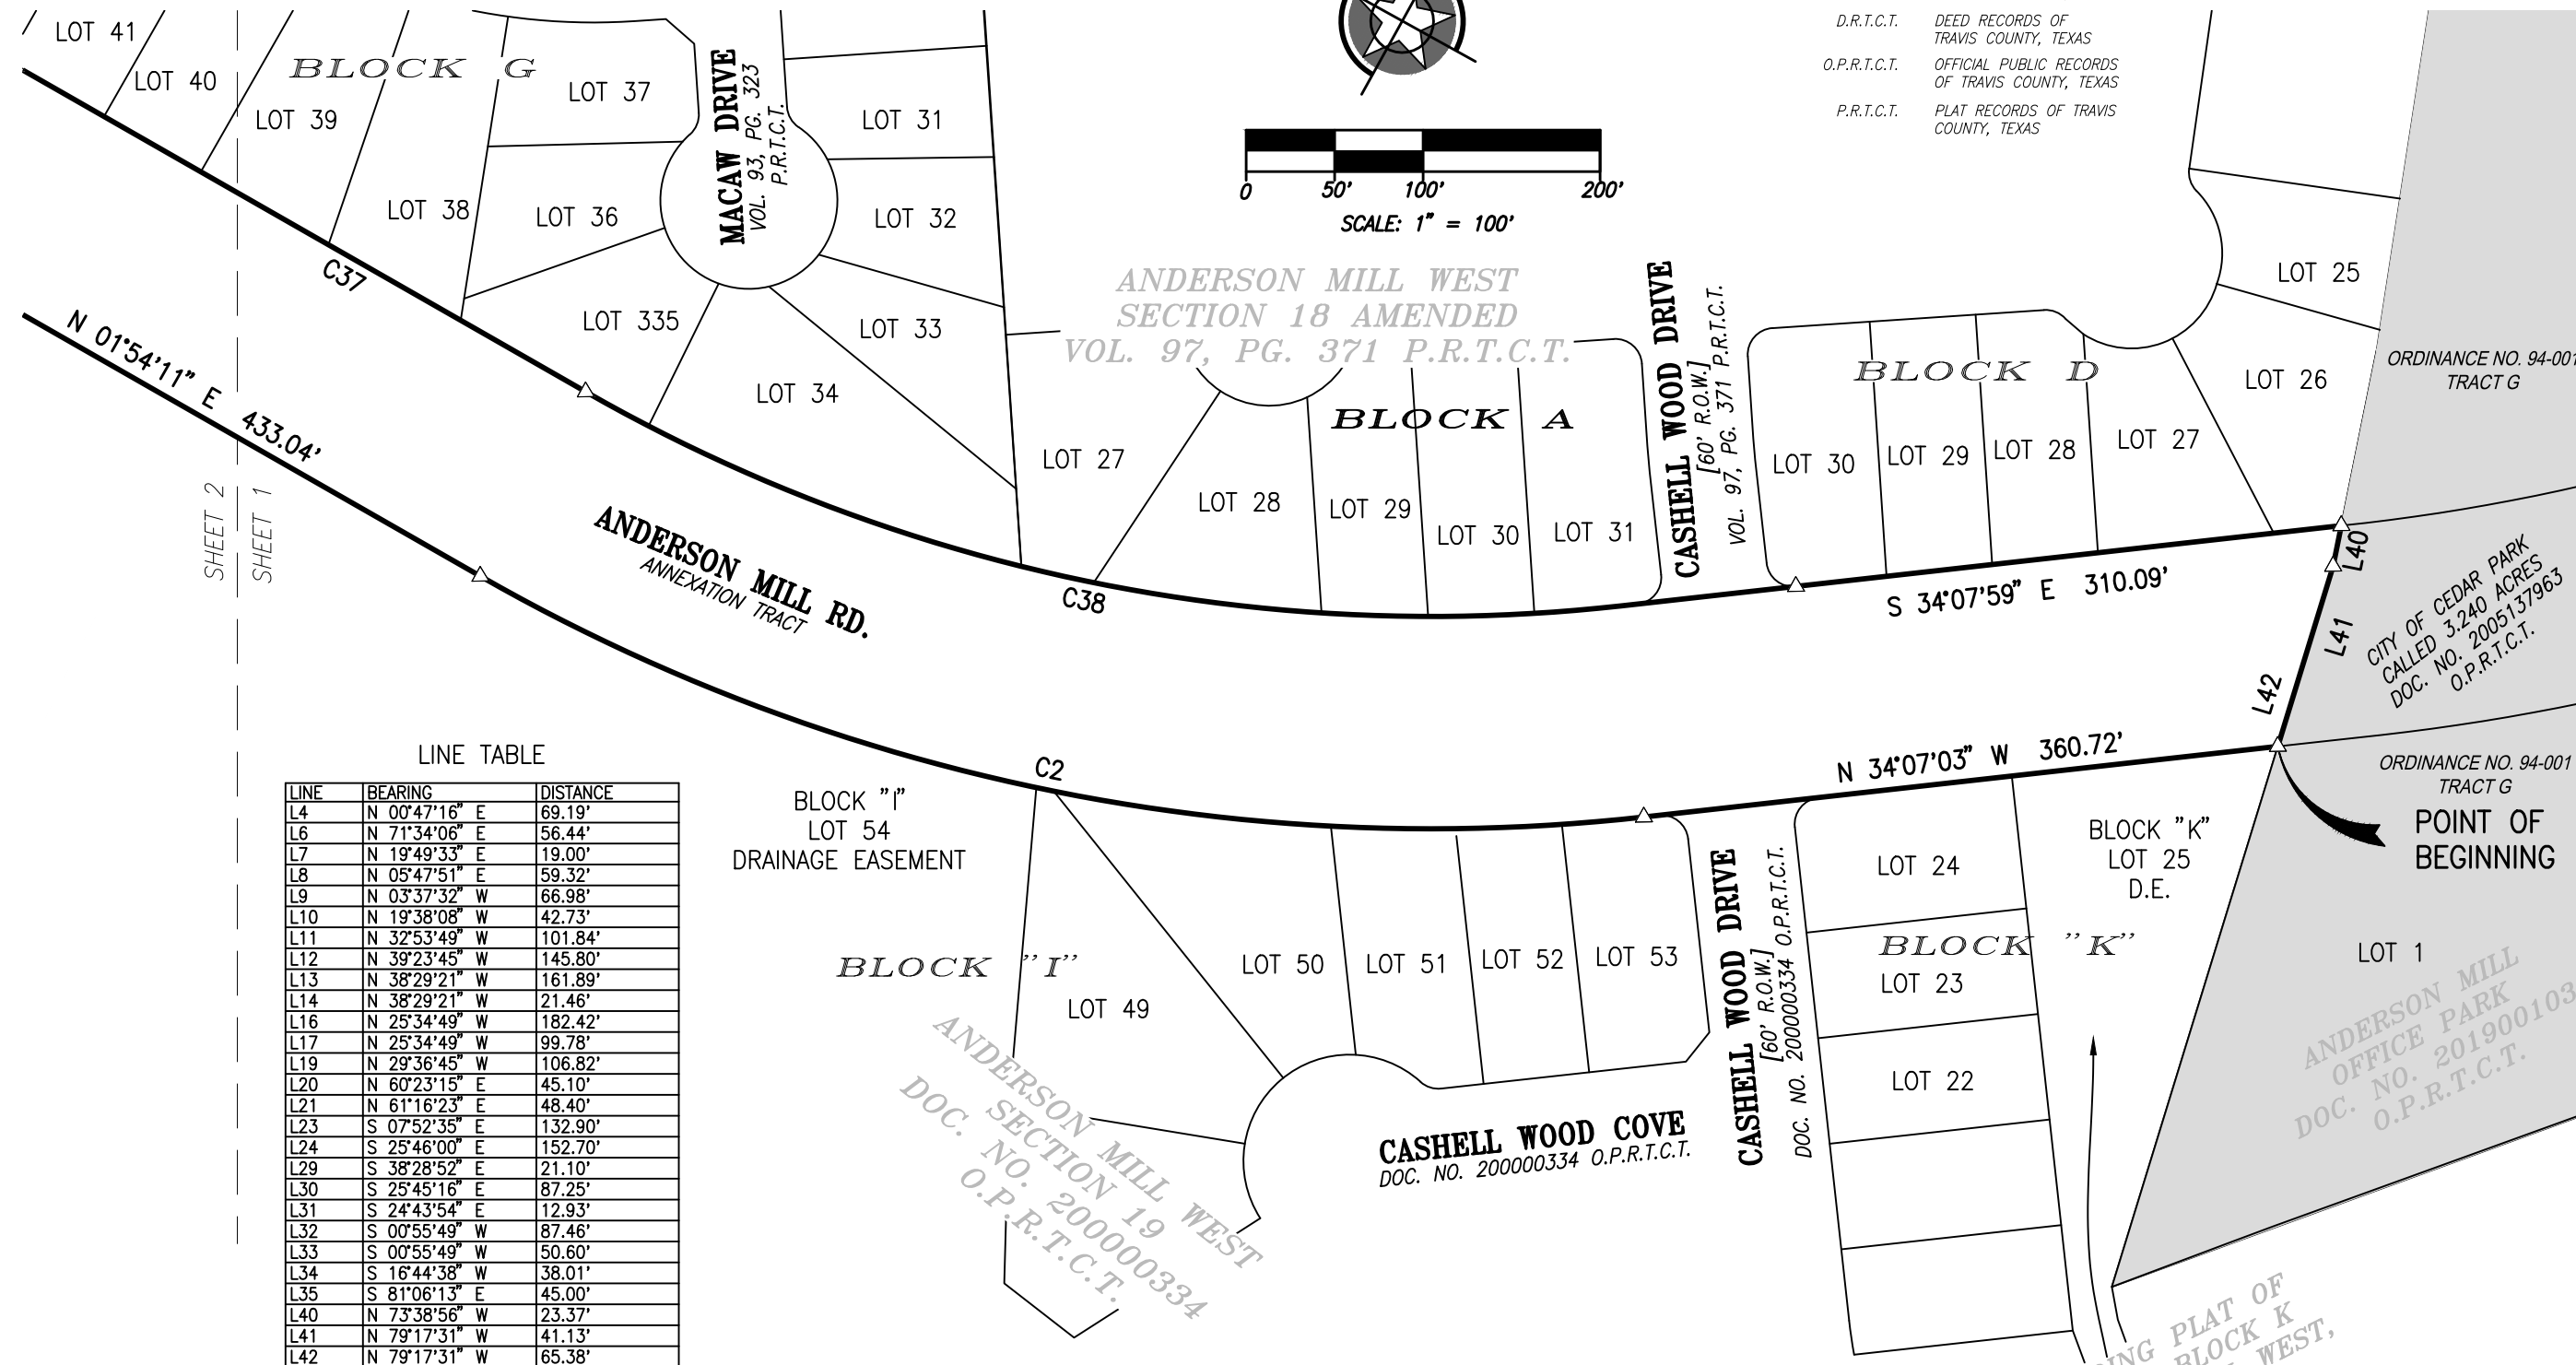 D.R.T.C.T. DEED RECORDS OF
TRAVIS COUNTY, TEXAS
O.P.R.T.C.T. OFFICIAL PUBLIC RECORDS
OF TRAVIS COUNTY, TEXAS
P.R.T.C.T. PLAT RECORDS OF TRAVIS
COUNTY, TEXAS
0 50' 100' 200'
SCALE: 1" = 100'
LOT 41
LOT 40
LOT 39
BLOCK G
LOT 38
LOT 37
LOT 36
LOT 335
LOT 34
LOT 33
LOT 32
LOT 31
MACAW DRIVE
VOL. 93, PG. 323
P.R.T.C.T.
C37
N 01°54'11" E 433.04'
SHEET 2
SHEET 1
ANDERSON MILL RD.
ANNEXATION TRACT
ANDERSON MILL WEST
SECTION 18 AMENDED
VOL. 97, PG. 371 P.R.T.C.T.
LOT 27
LOT 28
LOT 29
BLOCK A
LOT 30
LOT 31
C38
CASHELL WOOD DRIVE
[60' R.O.W.]
VOL. 97, PG. 371 P.R.T.C.T.
BLOCK D
LOT 30
LOT 29
LOT 28
LOT 27
LOT 26
LOT 25
S 34°07'59" E 310.09'
ORDINANCE NO. 94-001
TRACT G
L40
L41
L42
CITY OF CEDAR PARK
CALLED 3.240 ACRES
DOC. NO. 2005137963
O.P.R.T.C.T.
N 34°07'03" W 360.72'
ORDINANCE NO. 94-001
TRACT G
POINT OF
BEGINNING
C2
BLOCK "I"
LOT 54
DRAINAGE EASEMENT
BLOCK "I"
LOT 49
LOT 50
LOT 51
LOT 52
LOT 53
CASHELL WOOD DRIVE
[60' R.O.W.]
DOC. NO. 200000334 O.P.R.T.C.T.
LOT 24
BLOCK "K"
LOT 23
LOT 22
BLOCK "K"
LOT 25
D.E.
LOT 1
ANDERSON MILL
OFFICE PARK
DOC. NO. 201900103
O.P.R.T.C.T.
CASHELL WOOD COVE
DOC. NO. 200000334 O.P.R.T.C.T.
ANDERSON MILL WEST
SECTION 19
DOC. NO. 200000334
O.P.R.T.C.T.
PLAT OF
BLOCK K
WEST,
LINE TABLE
LINE BEARING DISTANCE
L4 N 00°47'16" E 69.19'
L6 N 71°34'06" E 56.44'
L7 N 19°49'33" E 19.00'
L8 N 05°47'51" E 59.32'
L9 N 03°37'32" W 66.98'
L10 N 19°38'08" W 42.73'
L11 N 32°53'49" W 101.84'
L12 N 39°23'45" W 145.80'
L13 N 38°29'21" W 161.89'
L14 N 38°29'21" W 21.46'
L16 N 25°34'49" W 182.42'
L17 N 25°34'49" W 99.78'
L19 N 29°36'45" W 106.82'
L20 N 60°23'15" E 45.10'
L21 N 61°16'23" E 48.40'
L23 S 07°52'35" E 132.90'
L24 S 25°46'00" E 152.70'
L29 S 38°28'52" E 21.10'
L30 S 25°45'16" E 87.25'
L31 S 24°43'54" E 12.93'
L32 S 00°55'49" W 87.46'
L33 S 00°55'49" W 50.60'
L34 S 16°44'38" W 38.01'
L35 S 81°06'13" E 45.00'
L40 N 73°38'56" W 23.37'
L41 N 79°17'31" W 41.13'
L42 N 79°17'31" W 65.38'